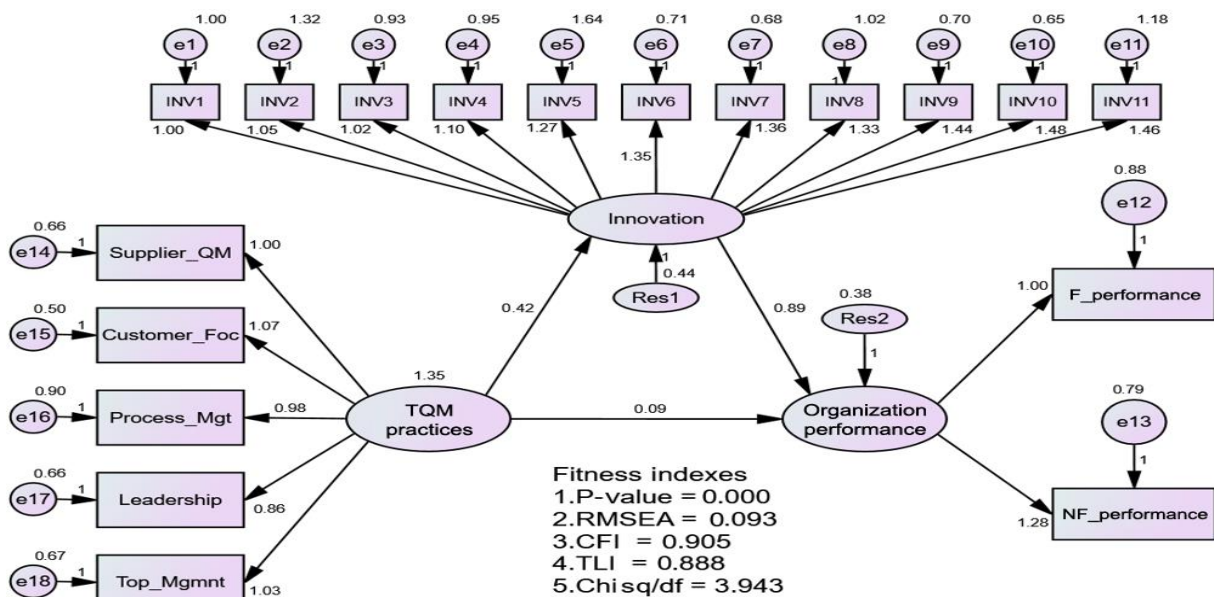 1.00 1.32 0.93 0.95 1.64 0.71 0.68 1.02 0.70 0.65 1.18
e1 e2 e3 e4 e5 e6 e7 e8 e9 e10 e11
1 1 1 1 1 1 1 1 1 1 1
INV1 INV2 INV3 INV4 INV5 INV6 INV7 INV8 INV9 INV10 INV11
1.00 1.05 1.02 1.10 1.27 1.35 1.36 1.33 1.44 1.48 1.46
Innovation
1
0.44
Res1
0.66
e14 1 Supplier_QM 1.00
0.50
e15 1 Customer_Foc 1.07
0.90
e16 1 Process_Mgt 0.98
0.66
e17 1 Leadership 0.86
0.67
e18 1 Top_Mgmnt 1.03
1.35
TQM
practices
0.42
0.09
0.89
0.38
Res2
1
Organization
performance
0.88
e12
1
1.00
F_performance
0.79
e13
1
1.28
NF_performance
Fitness indexes
1.P-value = 0.000
2.RMSEA = 0.093
3.CFI = 0.905
4.TLI = 0.888
5.Chisq/df = 3.943